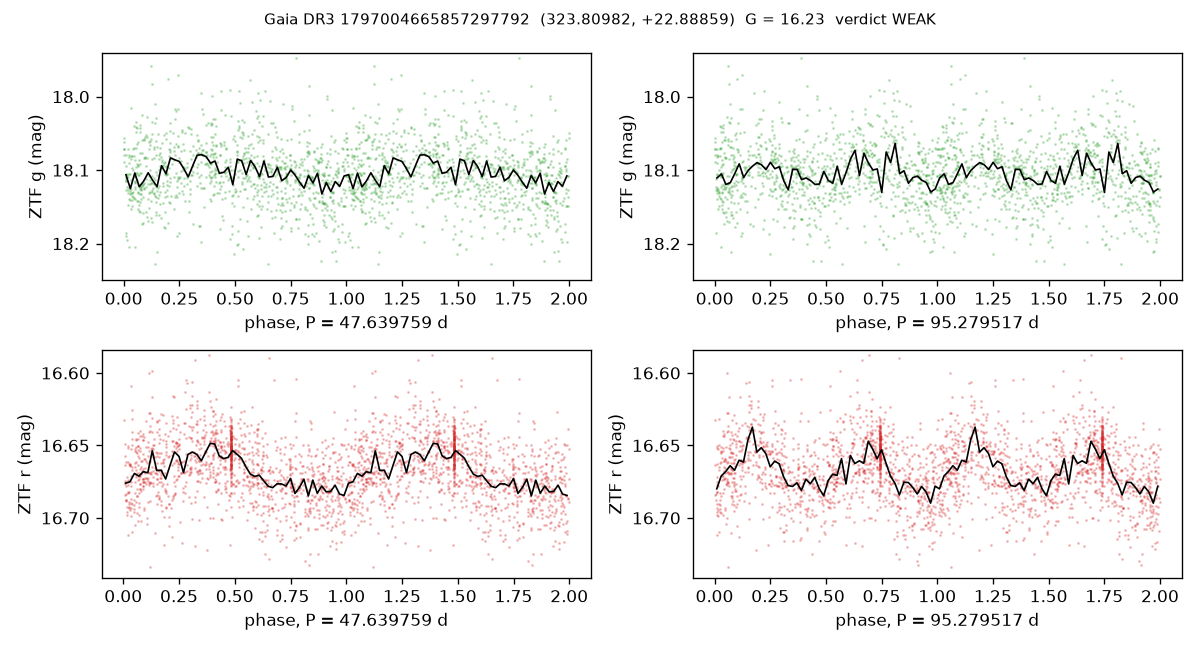 Gaia DR3 1797004665857297792 (323.80982, +22.88859) G = 16.23 verdict WEAK
ZTF g (mag)
18.0
18.1
18.2
0.00 0.25 0.50 0.75 1.00 1.25 1.50 1.75 2.00
phase, P = 47.639759 d
ZTF g (mag)
18.0
18.1
18.2
0.00 0.25 0.50 0.75 1.00 1.25 1.50 1.75 2.00
phase, P = 95.279517 d
ZTF r (mag)
16.60
16.65
16.70
0.00 0.25 0.50 0.75 1.00 1.25 1.50 1.75 2.00
phase, P = 47.639759 d
ZTF r (mag)
16.60
16.65
16.70
0.00 0.25 0.50 0.75 1.00 1.25 1.50 1.75 2.00
phase, P = 95.279517 d